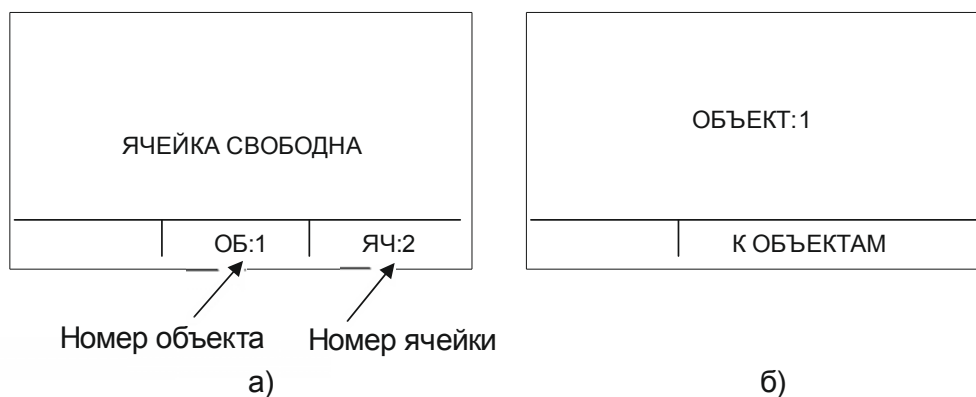 ЯЧЕЙКА СВОБОДНА
ОБ:1
ЯЧ:2
Номер объекта
Номер ячейки
а)
ОБЪЕКТ:1
К ОБЪЕКТАМ
б)